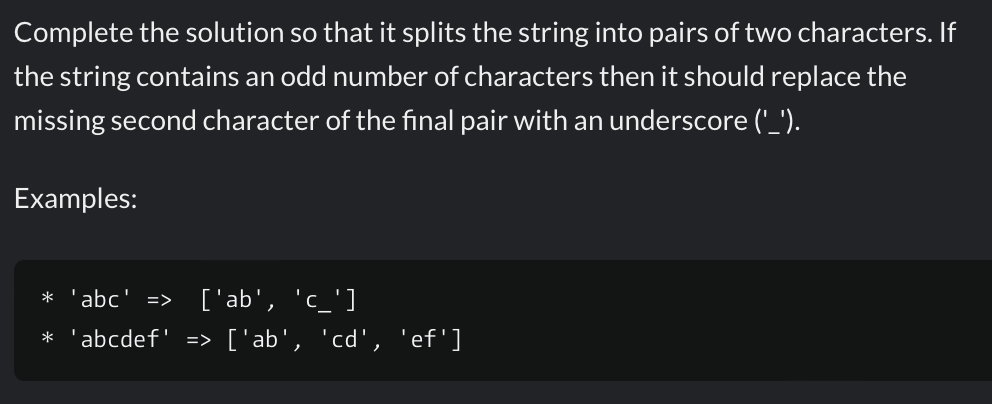 Complete the solution so that it splits the string into pairs of two characters. If
the string contains an odd number of characters then it should replace the
missing second character of the final pair with an underscore ('_').
Examples:
* 'abc' =>  ['ab', 'c_']
* 'abcdef' => ['ab', 'cd', 'ef']